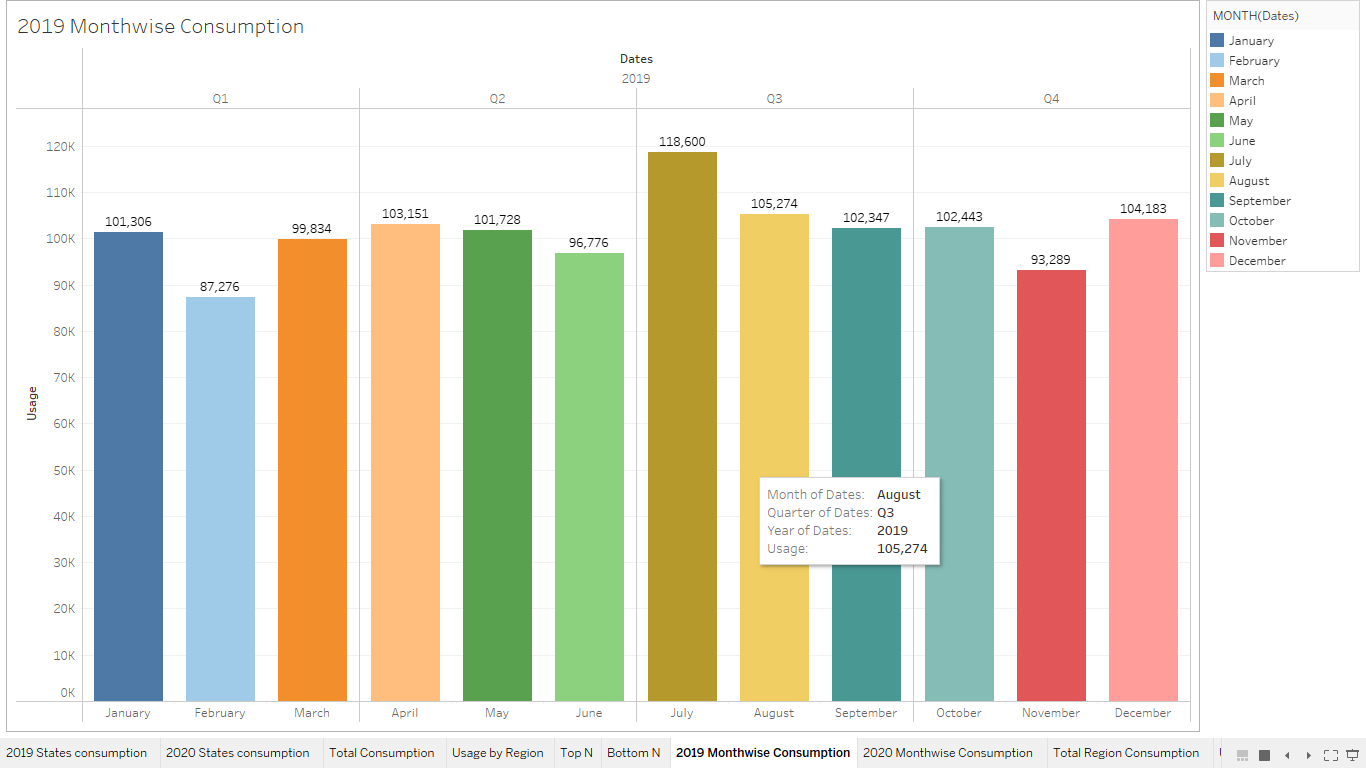 2019 Monthwise Consumption
Dates
2019
Q1 Q2 Q3 Q4
Usage
120K
110K
100K
90K
80K
70K
60K
50K
40K
30K
20K
10K
0K
101,306
87,276
99,834
103,151
101,728
96,776
118,600
105,274
102,347
102,443
93,289
104,183
Month of Dates: August
Quarter of Dates: Q3
Year of Dates: 2019
Usage: 105,274
January February March April May June July August September October November December
MONTH(Dates)
January
February
March
April
May
June
July
August
September
October
November
December
2019 States consumption 2020 States consumption Total Consumption Usage by Region Top N Bottom N 2019 Monthwise Consumption 2020 Monthwise Consumption Total Region Consumption